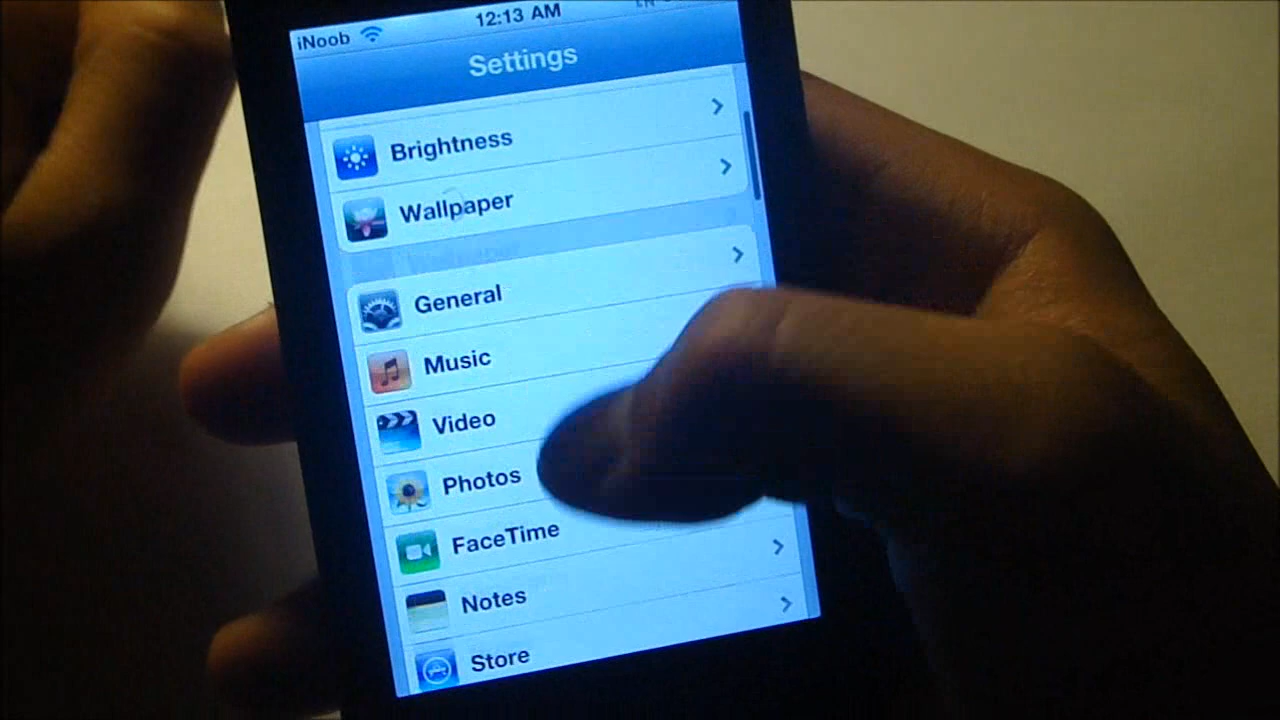 iNoob 12:13 AM
Settings
Brightness
Wallpaper
General
Music
Video
Photos
FaceTime
Notes
Store